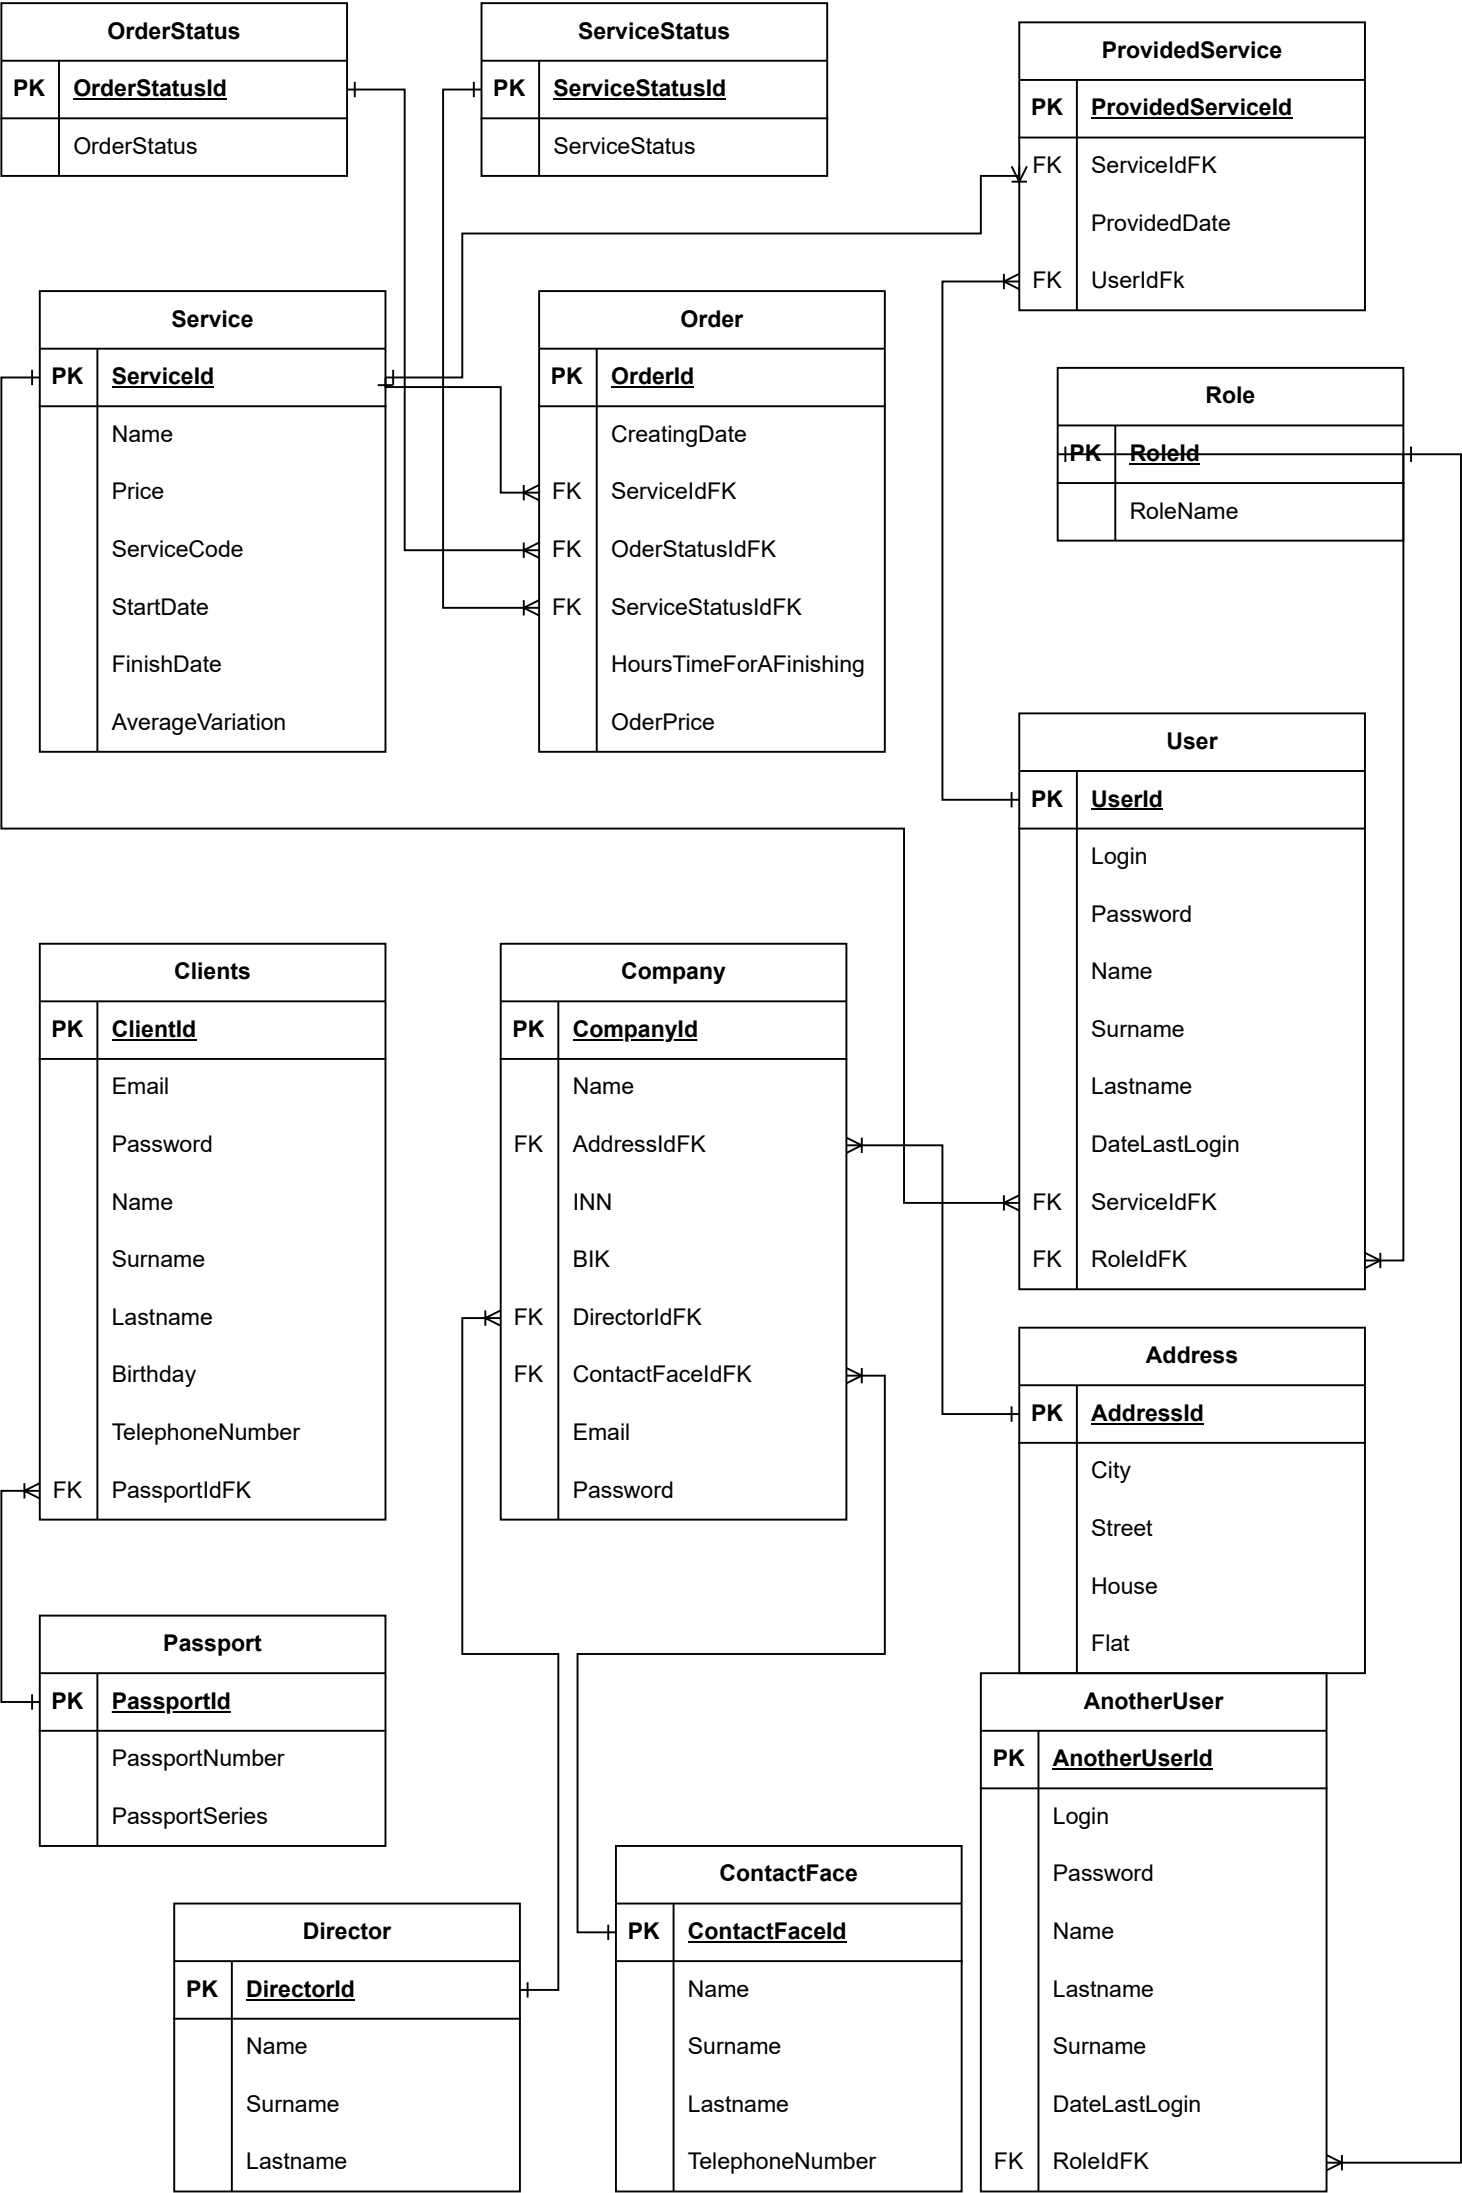 OrderStatus
PK OrderStatusId
OrderStatus
ServiceStatus
PK ServiceStatusId
ServiceStatus
ProvidedService
PK ProvidedServiceId
FK ServiceIdFK
ProvidedDate
FK UserIdFk
Service
PK ServiceId
Name
Price
ServiceCode
StartDate
FinishDate
AverageVariation
Order
PK OrderId
CreatingDate
FK ServiceIdFK
FK OderStatusIdFK
FK ServiceStatusIdFK
HoursTimeForAFinishing
OderPrice
Role
PK RoleId
RoleName
User
PK UserId
Login
Password
Name
Surname
Lastname
DateLastLogin
FK ServiceIdFK
FK RoleIdFK
Clients
PK ClientId
Email
Password
Name
Surname
Lastname
Birthday
TelephoneNumber
FK PassportIdFK
Company
PK CompanyId
Name
FK AddressIdFK
INN
BIK
FK DirectorIdFK
FK ContactFaceIdFK
Email
Password
Address
PK AddressId
City
Street
House
Flat
Passport
PK PassportId
PassportNumber
PassportSeries
AnotherUser
PK AnotherUserId
Login
Password
Name
Lastname
Surname
DateLastLogin
FK RoleIdFK
ContactFace
PK ContactFaceId
Name
Surname
Lastname
TelephoneNumber
Director
PK DirectorId
Name
Surname
Lastname